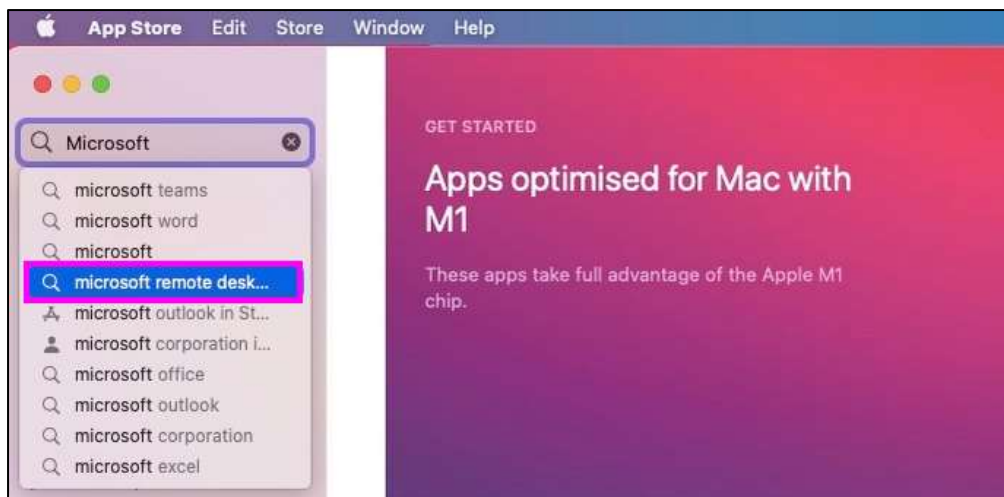 App Store Edit Store Window Help
Microsoft
microsoft teams
microsoft word
microsoft
microsoft remote desk...
microsoft outlook in St...
microsoft corporation i...
microsoft office
microsoft outlook
microsoft corporation
microsoft excel
GET STARTED
Apps optimised for Mac with
M1
These apps take full advantage of the Apple M1
chip.